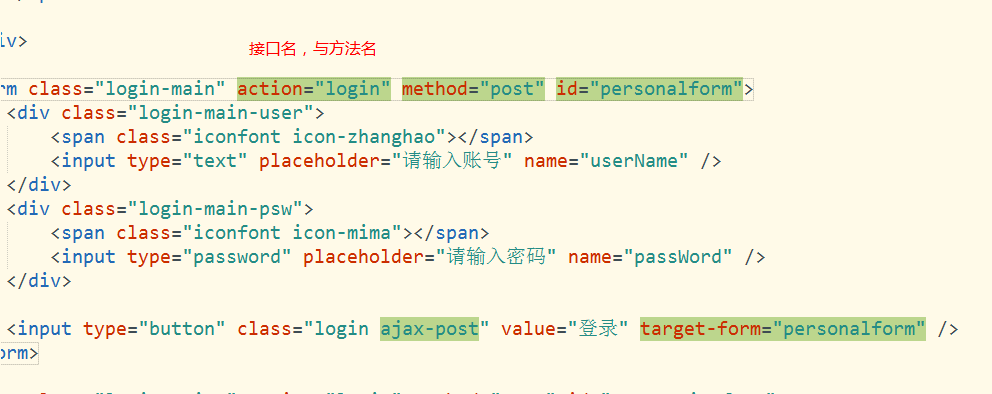 iv>
接口名，与方法名
rm class="login-main" action="login" method="post" id="personalform">
<div class="login-main-user">
<span class="iconfont icon-zhanghao"></span>
<input type="text" placeholder="请输入账号" name="userName" />
</div>
<div class="login-main-psw">
<span class="iconfont icon-mima"></span>
<input type="password" placeholder="请输入密码" name="passWord" />
</div>
<input type="button" class="login ajax-post" value="登录" target-form="personalform" />
orm>